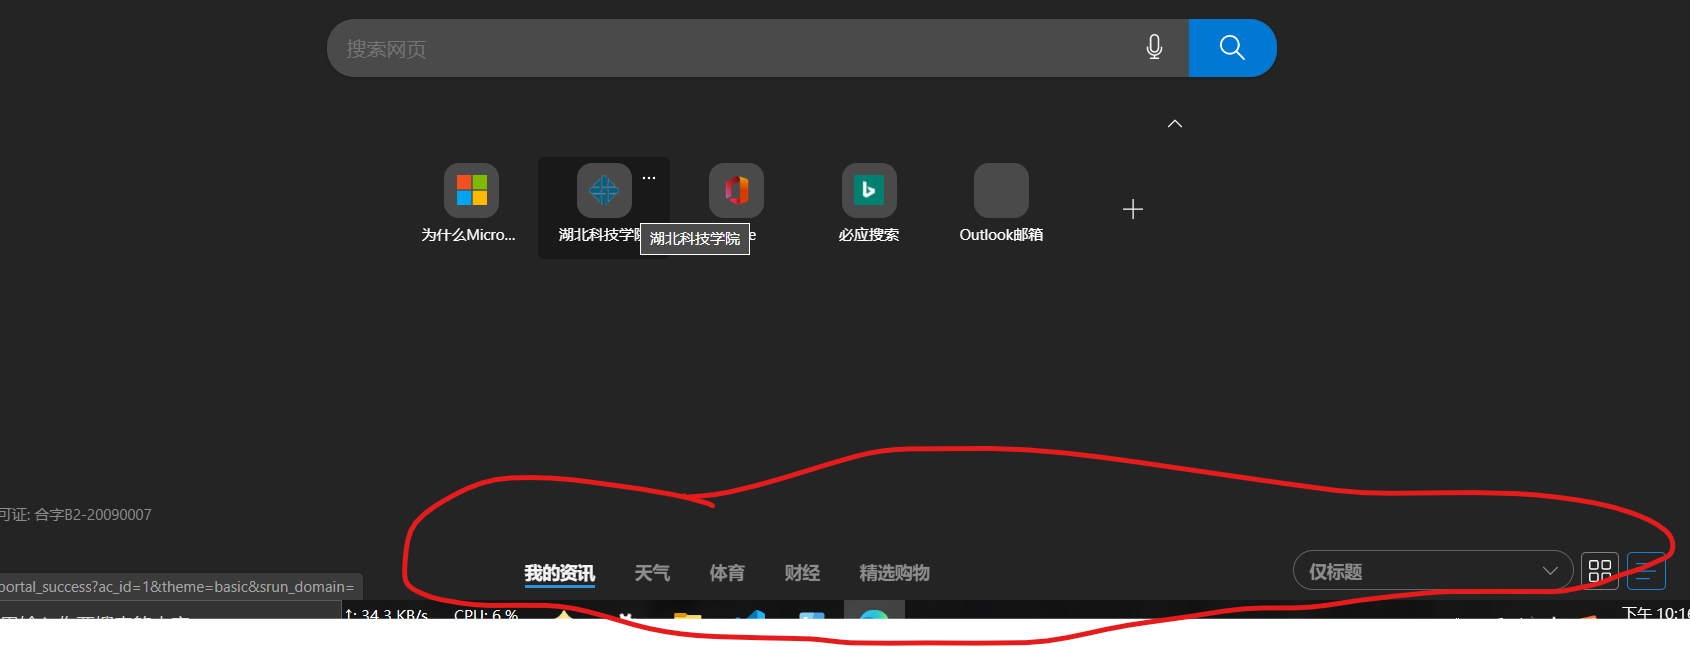 搜索网页
为什么Micro...
湖北科技学院
必应搜索
Outlook邮箱
湖北科技学院
可证: 合字B2-20090007
我的资讯 天气 体育 财经 精选购物 仅标题
portal_success?ac_id=1&theme=basic&srun_domain=
↑: 34.3 KB/s CPU: 6 %
下午 10:16